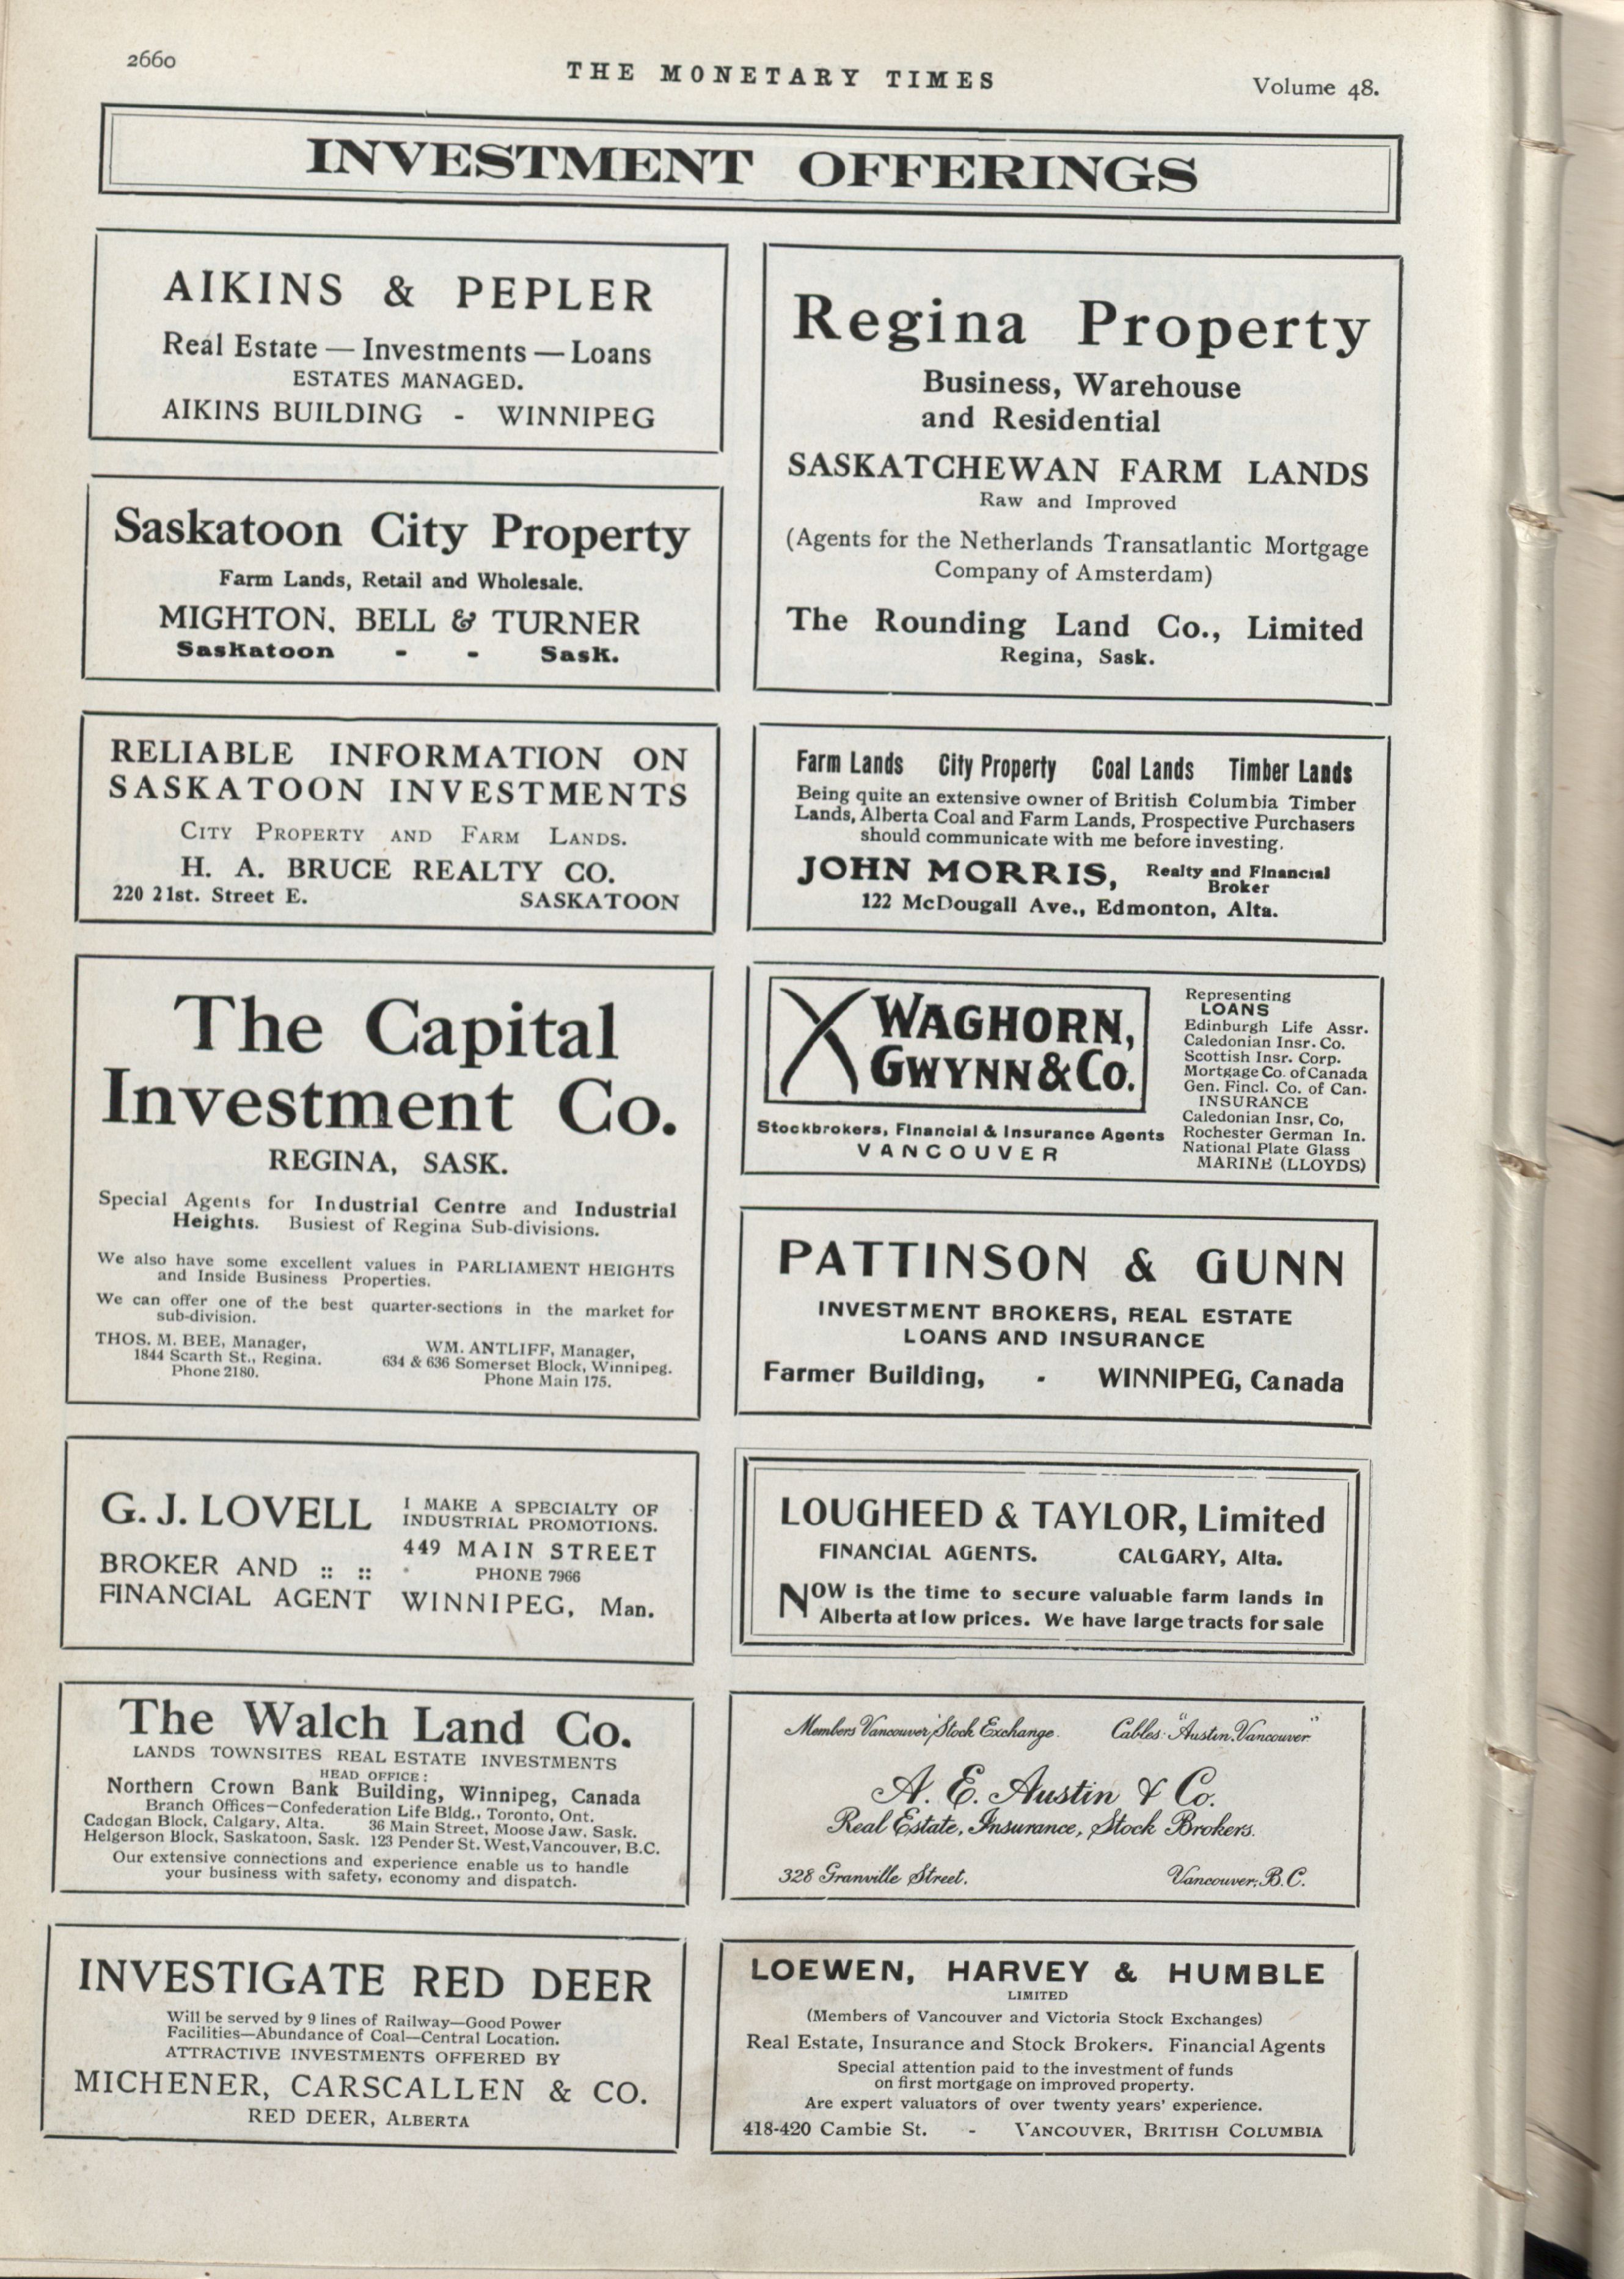 2660
THE MONETARY TIMES
Volume 48.
INVESTMENT OFFERINGS
AIKINS & PEPLER
Real Estate — Investments — Loans
ESTATES MANAGED.
AIKINS BUILDING - WINNIPEG
Saskatoon City Property
Farm Lands, Retail and Wholesale.
MIGHTON, BELL & TURNER
Saskatoon - - Sask.
RELIABLE INFORMATION ON
SASKATOON INVESTMENTS
CITY PROPERTY AND FARM LANDS.
H. A. BRUCE REALTY CO.
220 21st. Street E. SASKATOON
The Capital
Investment Co.
REGINA, SASK.
Special Agents for Industrial Centre and Industrial
Heights. Busiest of Regina Sub-divisions.
We also have some excellent values in PARLIAMENT HEIGHTS
and Inside Business Properties.
We can offer one of the best quarter-sections in the market for
sub-division.
THOS. M. BEE, Manager,
1844 Scarth St., Regina.
Phone 2180.
WM. ANTLIFF, Manager,
634 & 636 Somerset Block, Winnipeg.
Phone Main 175.
G. J. LOVELL
BROKER AND :: ::
FINANCIAL AGENT
I MAKE A SPECIALTY OF
INDUSTRIAL PROMOTIONS.
449 MAIN STREET
PHONE 7966
WINNIPEG, Man.
The Walch Land Co.
LANDS TOWNSITES REAL ESTATE INVESTMENTS
HEAD OFFICE:
Northern Crown Bank Building, Winnipeg, Canada
Branch Offices—Confederation Life Bldg., Toronto, Ont.
Cadogan Block, Calgary, Alta. 36 Main Street, Moose Jaw, Sask.
Helgerson Block, Saskatoon, Sask. 123 Pender St. West, Vancouver, B.C.
Our extensive connections and experience enable us to handle
your business with safety, economy and dispatch.
INVESTIGATE RED DEER
Will be served by 9 lines of Railway—Good Power
Facilities—Abundance of Coal—Central Location.
ATTRACTIVE INVESTMENTS OFFERED BY
MICHENER, CARSCALLEN & CO.
RED DEER, ALBERTA
Regina Property
Business, Warehouse
and Residential
SASKATCHEWAN FARM LANDS
Raw and Improved
(Agents for the Netherlands Transatlantic Mortgage
Company of Amsterdam)
The Rounding Land Co., Limited
Regina, Sask.
Farm Lands City Property Coal Lands Timber Lands
Being quite an extensive owner of British Columbia Timber
Lands, Alberta Coal and Farm Lands, Prospective Purchasers
should communicate with me before investing.
JOHN MORRIS, Realty and Financial
Broker
122 McDougall Ave., Edmonton, Alta.
WAGHORN,
GWYNN & Co.
Stockbrokers, Financial & Insurance Agents
VANCOUVER
Representing
LOANS
Edinburgh Life Assr.
Caledonian Insr. Co.
Scottish Insr. Corp.
Mortgage Co. of Canada
Gen. Fincl. Co. of Can.
INSURANCE
Caledonian Insr, Co,
Rochester German In.
National Plate Glass
MARINE (LLOYDS)
PATTINSON & GUNN
INVESTMENT BROKERS, REAL ESTATE
LOANS AND INSURANCE
Farmer Building, - WINNIPEG, Canada
LOUGHEED & TAYLOR, Limited
FINANCIAL AGENTS. CALGARY, Alta.
NOW is the time to secure valuable farm lands in
Alberta at low prices. We have large tracts for sale
Members Vancouver Stock Exchange. Cables: "Austin. Vancouver."
A. E. Austin & Co.
Real Estate, Insurance, Stock Brokers.
328 Granville Street. Vancouver, B.C.
LOEWEN, HARVEY & HUMBLE
LIMITED
(Members of Vancouver and Victoria Stock Exchanges)
Real Estate, Insurance and Stock Brokers. Financial Agents
Special attention paid to the investment of funds
on first mortgage on improved property.
Are expert valuators of over twenty years' experience.
418-420 Cambie St. - VANCOUVER, BRITISH COLUMBIA